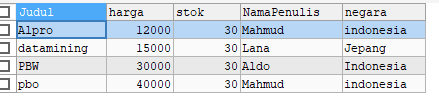 Judul harga stok NamaPenulis negara
Alpro 12000 30 Mahmud indonesia
datamining 15000 30 Lana Jepang
PBW 30000 30 Aldo Indonesia
pbo 40000 30 Mahmud indonesia